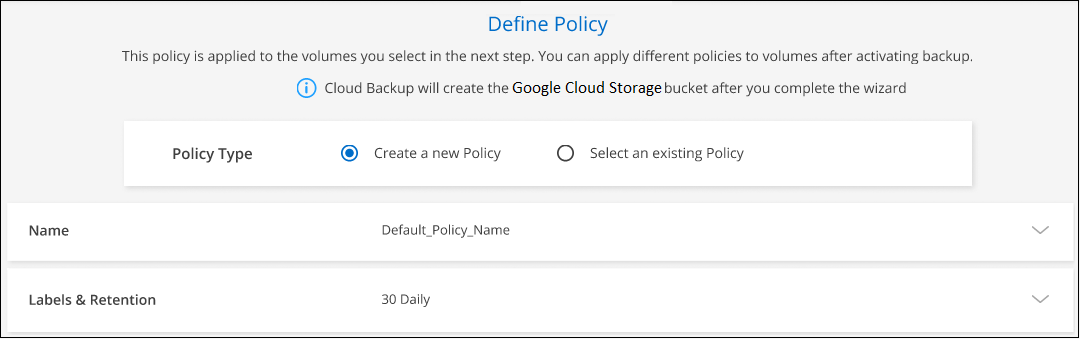 Define Policy
This policy is applied to the volumes you select in the next step. You can apply different policies to volumes after activating backup.
Cloud Backup will create the Google Cloud Storage bucket after you complete the wizard
Policy Type Create a new Policy Select an existing Policy
Name Default_Policy_Name
Labels & Retention 30 Daily